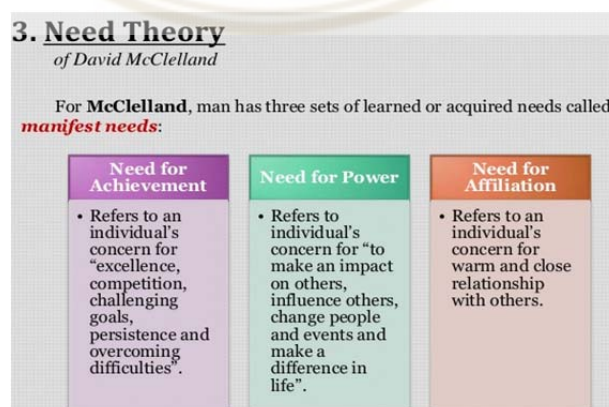 3. Need Theory
of David McClelland
For McClelland, man has three sets of learned or acquired needs called
manifest needs:
Need for
Achievement
• Refers to an
individual's
concern for
“excellence,
competition,
challenging
goals,
persistence and
overcoming
difficulties”.
Need for Power
• Refers to
individual's
concern for “to
make an impact
on others,
influence others,
change people
and events and
make a
difference in
life”.
Need for
Affiliation
• Refers to an
individual's
concern for
warm and close
relationship
with others.